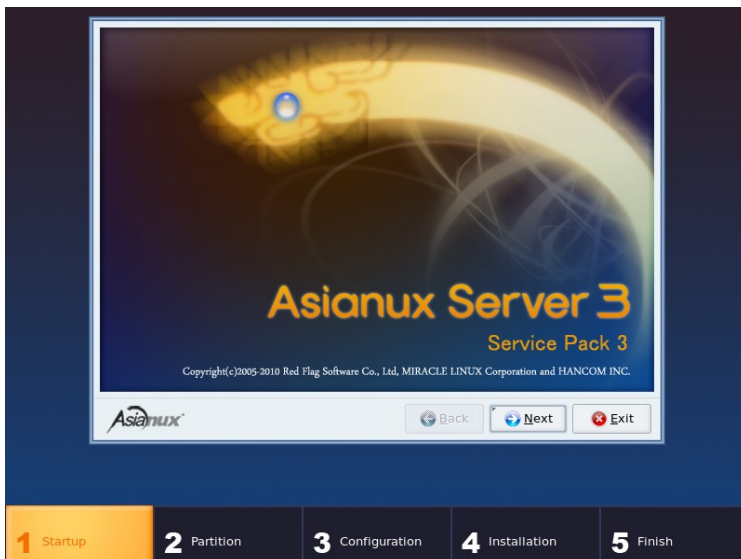 Asianux Server 3
Service Pack 3
Copyright(c)2005-2010 Red Flag Software Co., Ltd, MIRACLE LINUX Corporation and HANCOM INC.
Asianux
Back
Next
Exit
1 Startup
2 Partition
3 Configuration
4 Installation
5 Finish